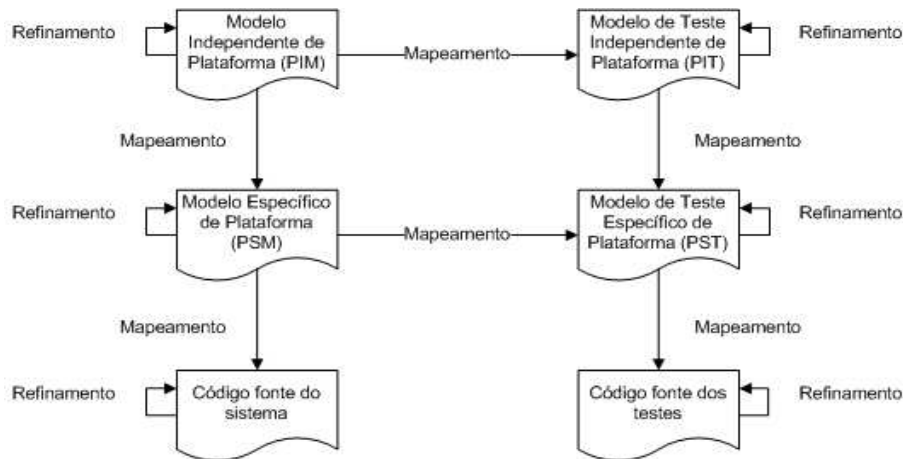 Refinamento
Modelo
Independente de
Plataforma (PIM)
Mapeamento
Modelo de Teste
Independente de
Plataforma (PIT)
Refinamento
Mapeamento
Mapeamento
Refinamento
Modelo Específico
de Plataforma
(PSM)
Mapeamento
Modelo de Teste
Específico de
Plataforma (PST)
Refinamento
Mapeamento
Mapeamento
Refinamento
Código fonte do
sistema
Código fonte dos
testes
Refinamento